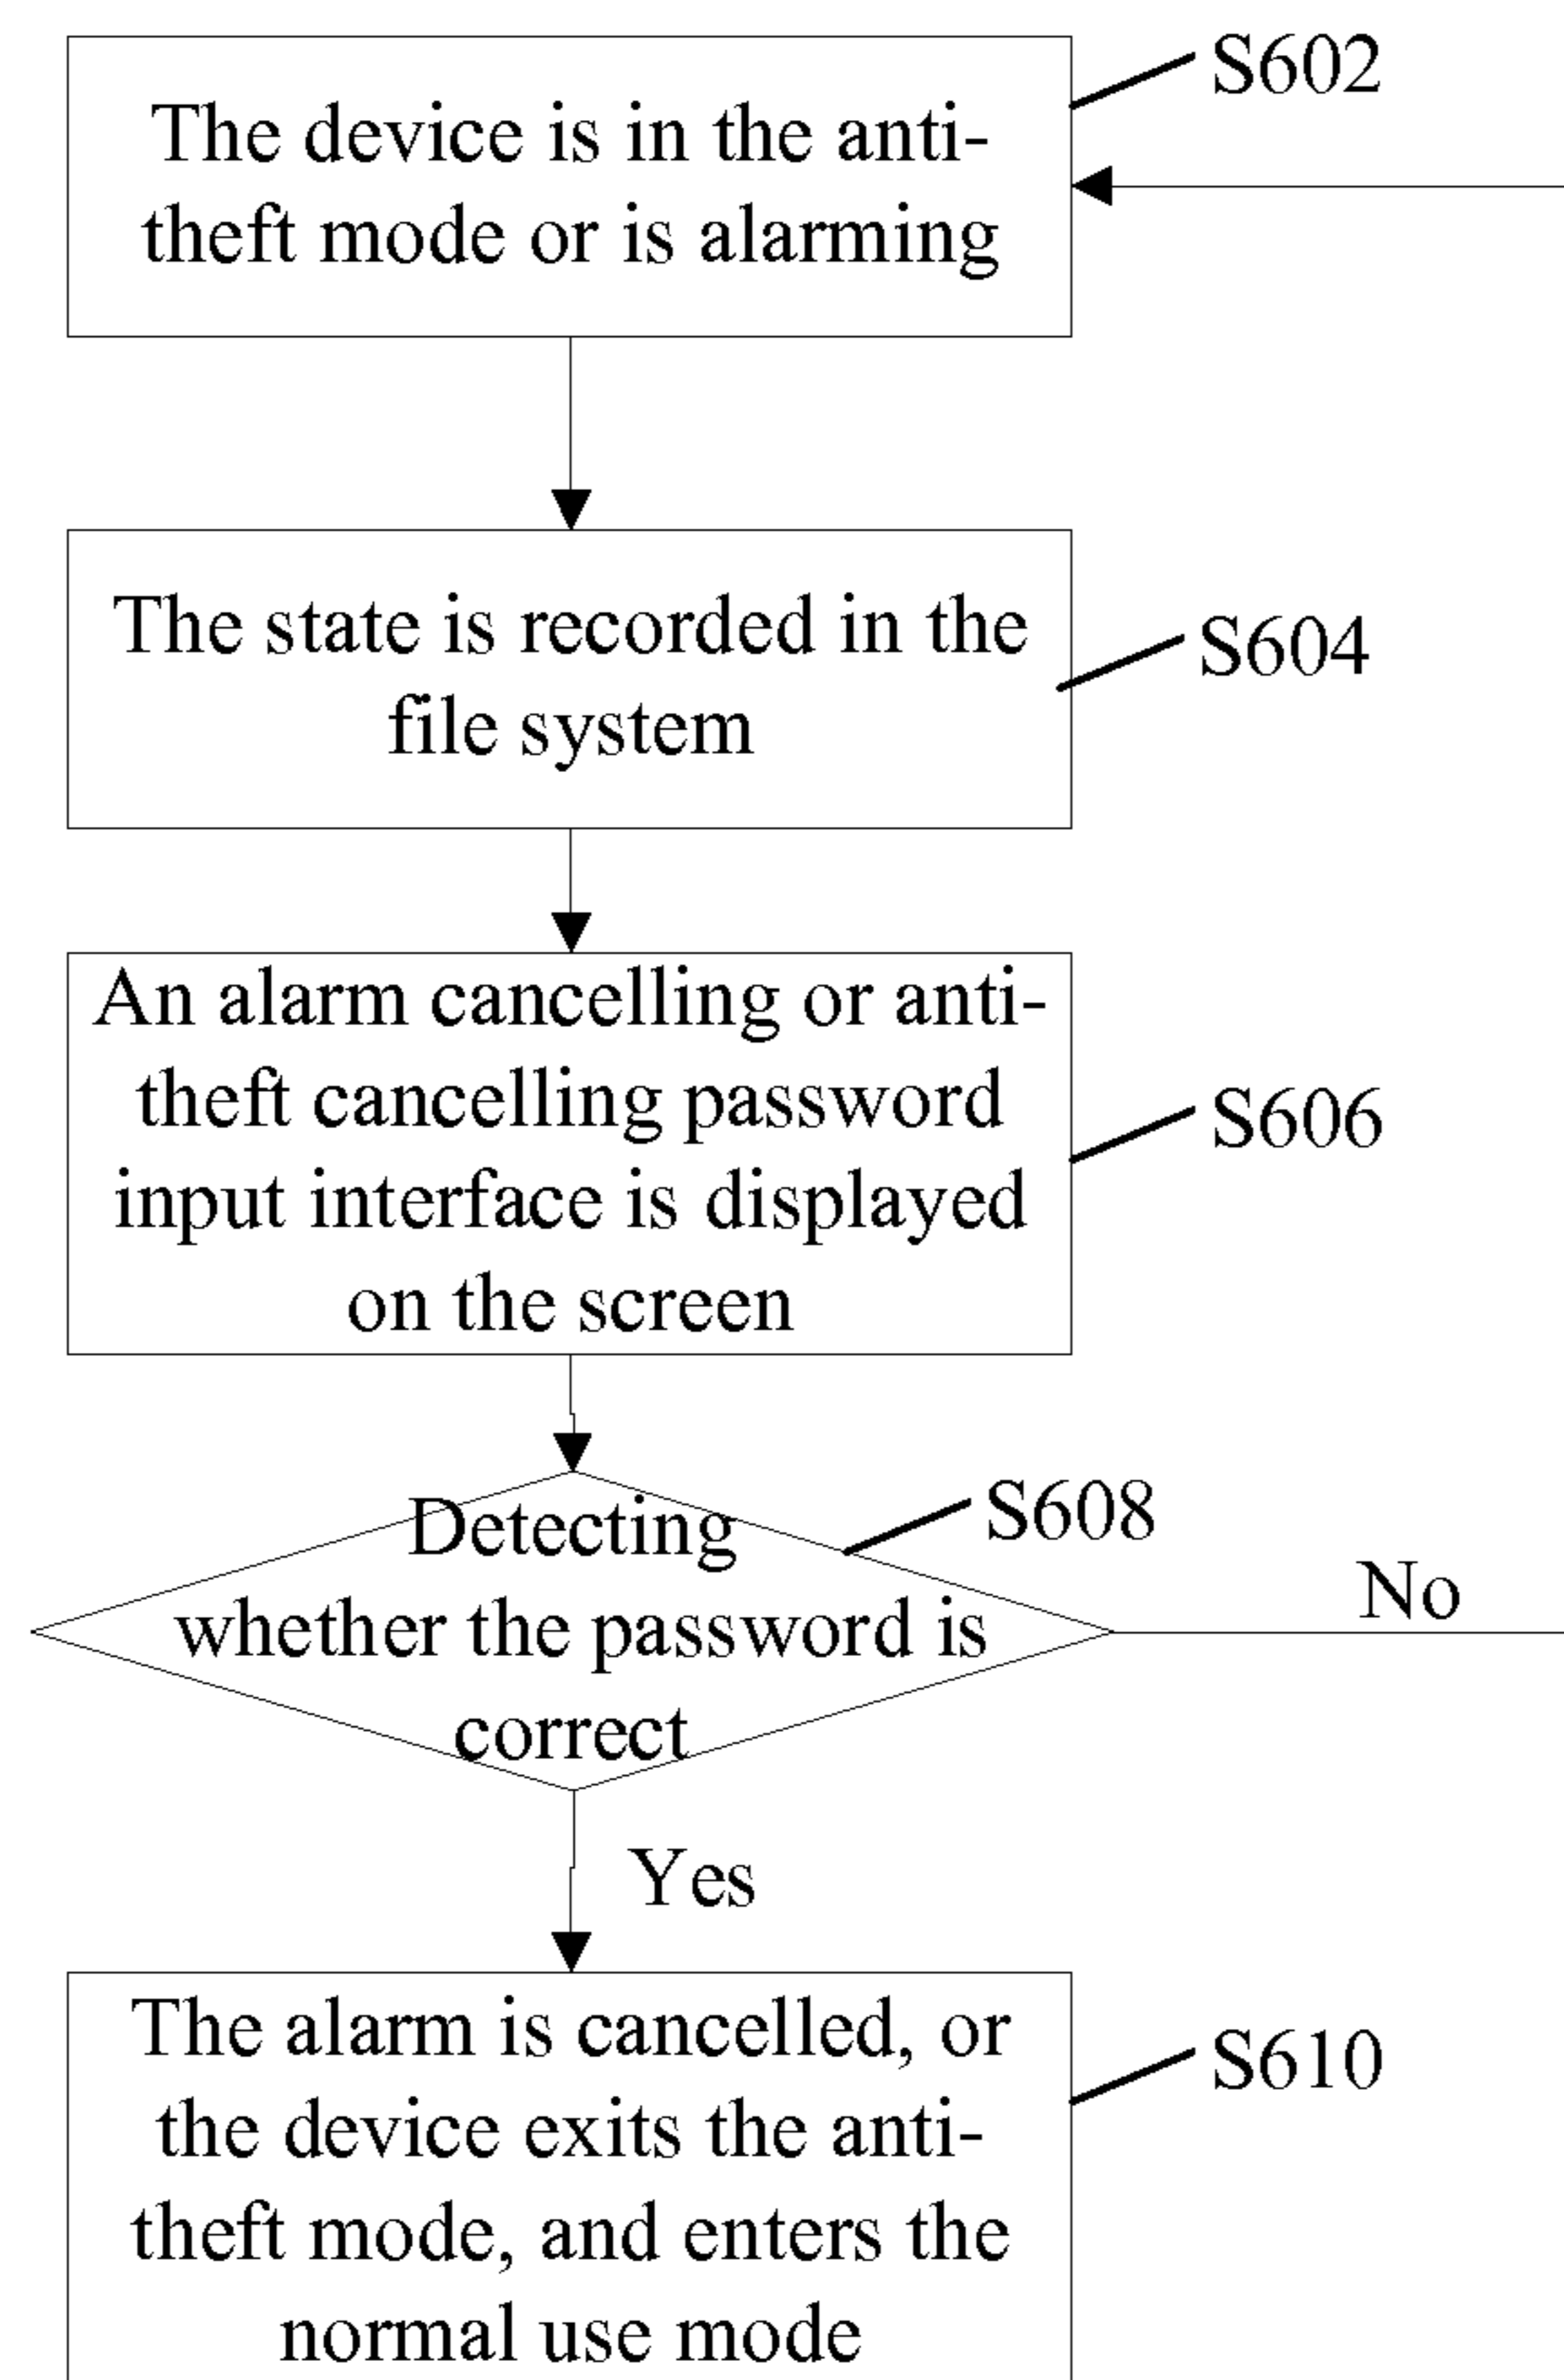 S602
The device is in the anti-
theft mode or is alarming
The state is recorded in the
file system
S604
An alarm cancelling or anti-
theft cancelling password
input interface is displayed
on the screen
S606
Detecting
whether the password is
correct
S608
No
Yes
The alarm is cancelled, or
the device exits the anti-
theft mode, and enters the
normal use mode
S610